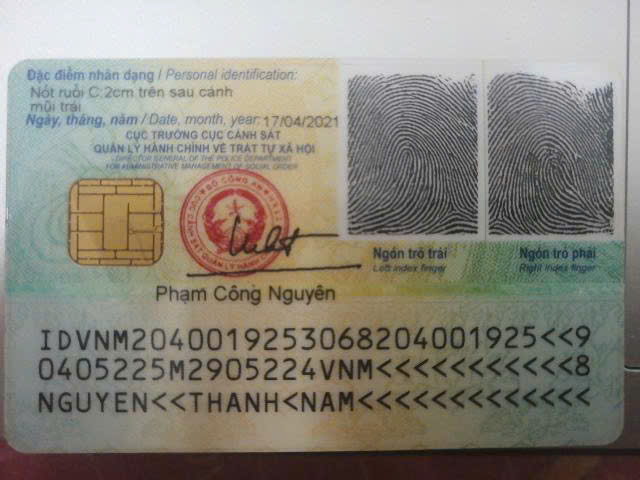 Đặc điểm nhân dạng / Personal identification:
Nốt ruồi C:2cm trên sau cánh
mũi trái
Ngày, tháng, năm / Date, month, year: 17/04/2021
CỤC TRƯỞNG CỤC CẢNH SÁT
QUẢN LÝ HÀNH CHÍNH VỀ TRẬT TỰ XÃ HỘI
DIRECTOR GENERAL OF THE POLICE DEPARTMENT
FOR ADMINISTRATIVE MANAGEMENT OF SOCIAL ORDER
Phạm Công Nguyên
Ngón trỏ trái
Left index finger
Ngón trỏ phải
Right index finger
IDVNM2040019253068204001925<<9
0405225M2905224VNM<<<<<<<<<<<8
NGUYEN<<THANH<NAM<<<<<<<<<<<<<